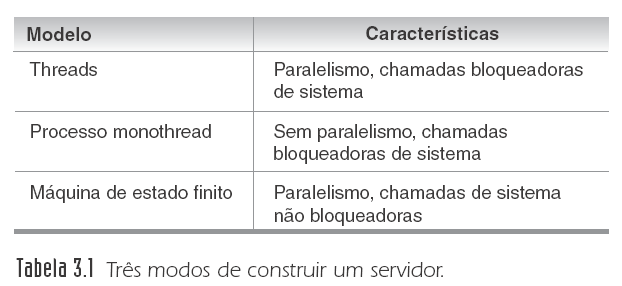 Modelo Características
Threads Paralelismo, chamadas bloqueadoras
de sistema
Processo monothread Sem paralelismo, chamadas
bloqueadoras de sistema
Máquina de estado finito Paralelismo, chamadas de sistema
não bloqueadoras
Tabela 3.1 Três modos de construir um servidor.